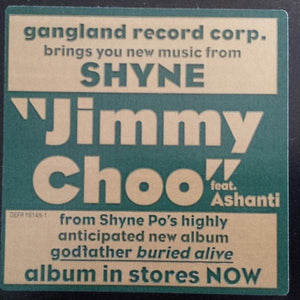 gangland record corp.
brings you new music from
SHYNE
"Jimmy
Choo"
feat.
Ashanti
DEFR 16148-1
from Shyne Po's highly
anticipated new album
godfather buried alive
album in stores NOW